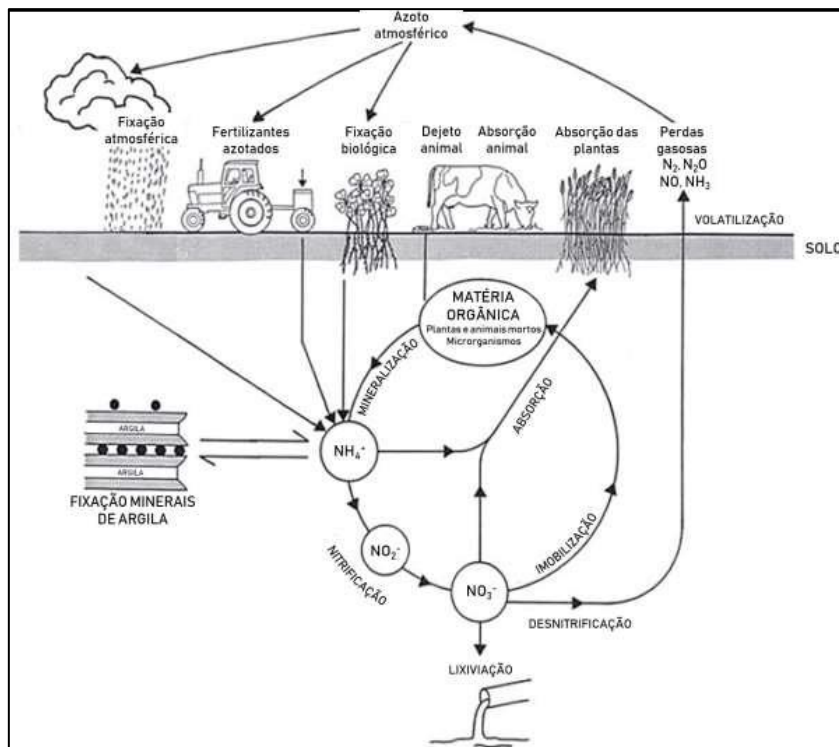 Azoto
atmosférico
Fixação
atmosférica
Fertilizantes
azotados
Fixação
biológica
Dejeto
animal
Absorção
animal
Absorção das
plantas
Perdas
gasosas
N₂, N₂O
NO, NH₃
VOLATILIZAÇÃO
SOLO
MATÉRIA
ORGÂNICA
Plantas e animais mortos
Microrganismos
MINERALIZAÇÃO
ABSORÇÃO
ARGILA
ARGILA
FIXAÇÃO MINERAIS
DE ARGILA
NH₄⁺
NO₂⁻
NITRIFICAÇÃO
NO₃⁻
IMOBILIZAÇÃO
DESNITRIFICAÇÃO
LIXIVIAÇÃO